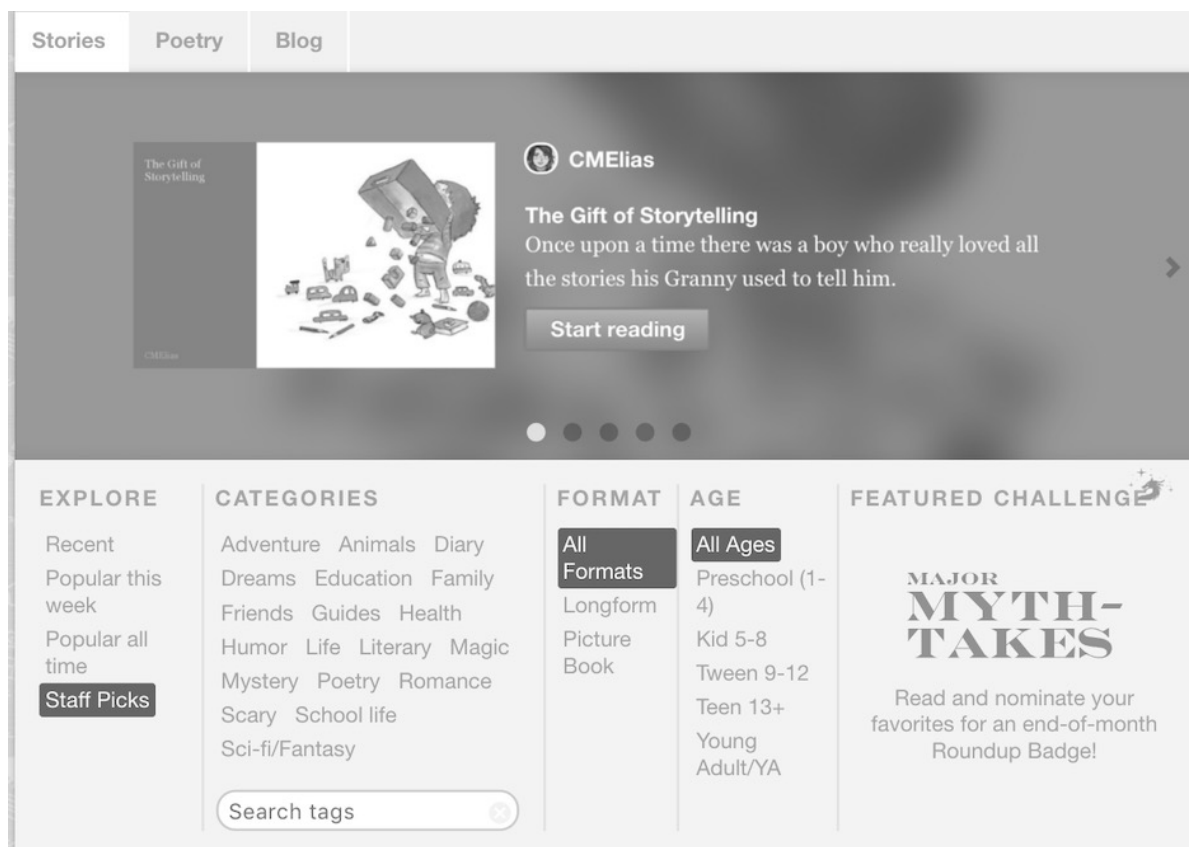 Stories
Poetry
Blog
The Gift of
Storytelling
CMElias
CMElias
The Gift of Storytelling
Once upon a time there was a boy who really loved all
the stories his Granny used to tell him.
Start reading
EXPLORE
Recent
Popular this
week
Popular all
time
Staff Picks
CATEGORIES
Adventure Animals Diary
Dreams Education Family
Friends Guides Health
Humor Life Literary Magic
Mystery Poetry Romance
Scary School life
Sci-fi/Fantasy
Search tags
FORMAT
All
Formats
Longform
Picture
Book
AGE
All Ages
Preschool (1-
4)
Kid 5-8
Tween 9-12
Teen 13+
Young
Adult/YA
FEATURED CHALLENGE
MAJOR
MYTH-
TAKES
Read and nominate your
favorites for an end-of-month
Roundup Badge!